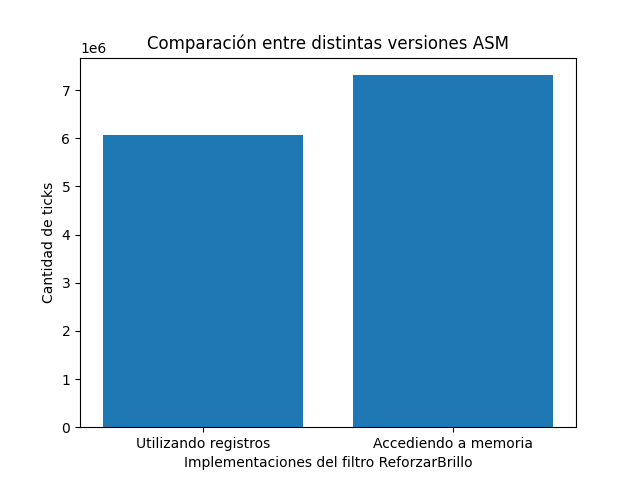 Comparación entre distintas versiones ASM
1e6
7
6
5
4
3
2
1
0
Cantidad de ticks
Utilizando registros
Accediendo a memoria
Implementaciones del filtro ReforzarBrillo